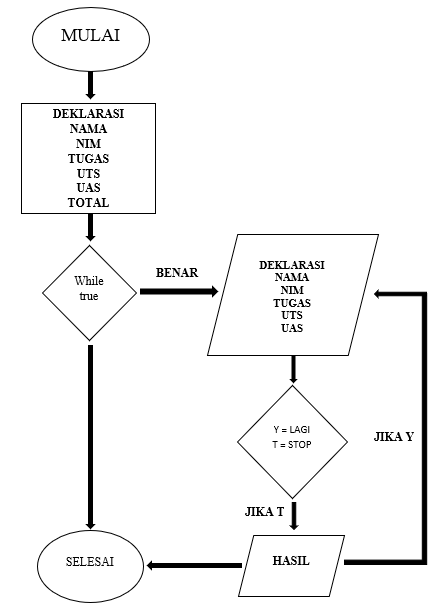 MULAI
DEKLARASI
NAMA
NIM
TUGAS
UTS
UAS
TOTAL
While
true
BENAR
DEKLARASI
NAMA
NIM
TUGAS
UTS
UAS
Y = LAGI
T = STOP
JIKA Y
JIKA T
HASIL
SELESAI